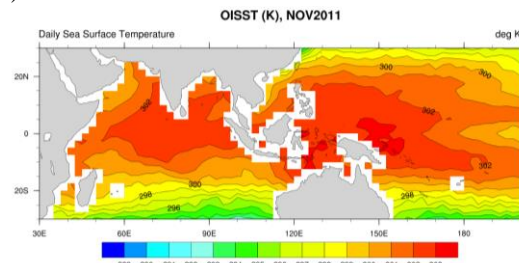 )
OISST (K), NOV2011
Daily Sea Surface Temperature deg K
20N
0
20S
30E 60E 90E 120E 150E 180
300
300
302
302
300
298
298
296